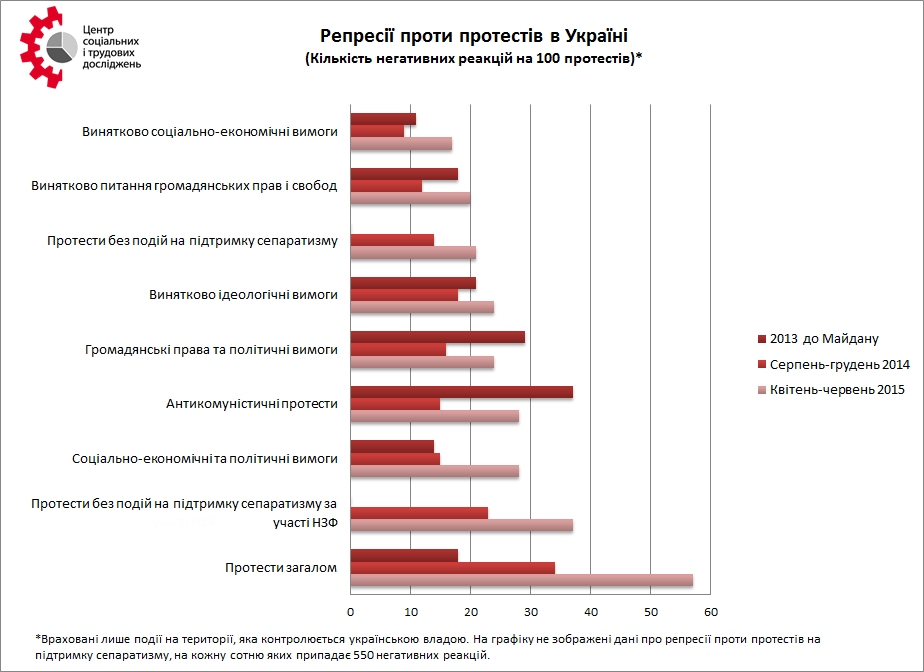 Центр
соціальних
і трудових
досліджень
Репресії проти протестів в Україні
(Кількість негативних реакцій на 100 протестів)*
Винятково соціально-економічні вимоги
Винятково питання громадянських прав і свобод
Протести без подій на підтримку сепаратизму
Винятково ідеологічні вимоги
Громадянські права та політичні вимоги
Антикомуністичні протести
Соціально-економічні та політичні вимоги
Протести без подій на підтримку сепаратизму за
участі НЗФ
Протести загалом
0 10 20 30 40 50 60
2013 до Майдану
Серпень-грудень 2014
Квітень-червень 2015
*Враховані лише події на території, яка контролюється українською владою. На графіку не зображені дані про репресії проти протестів на
підтримку сепаратизму, на кожну сотню яких припадає 550 негативних реакцій.